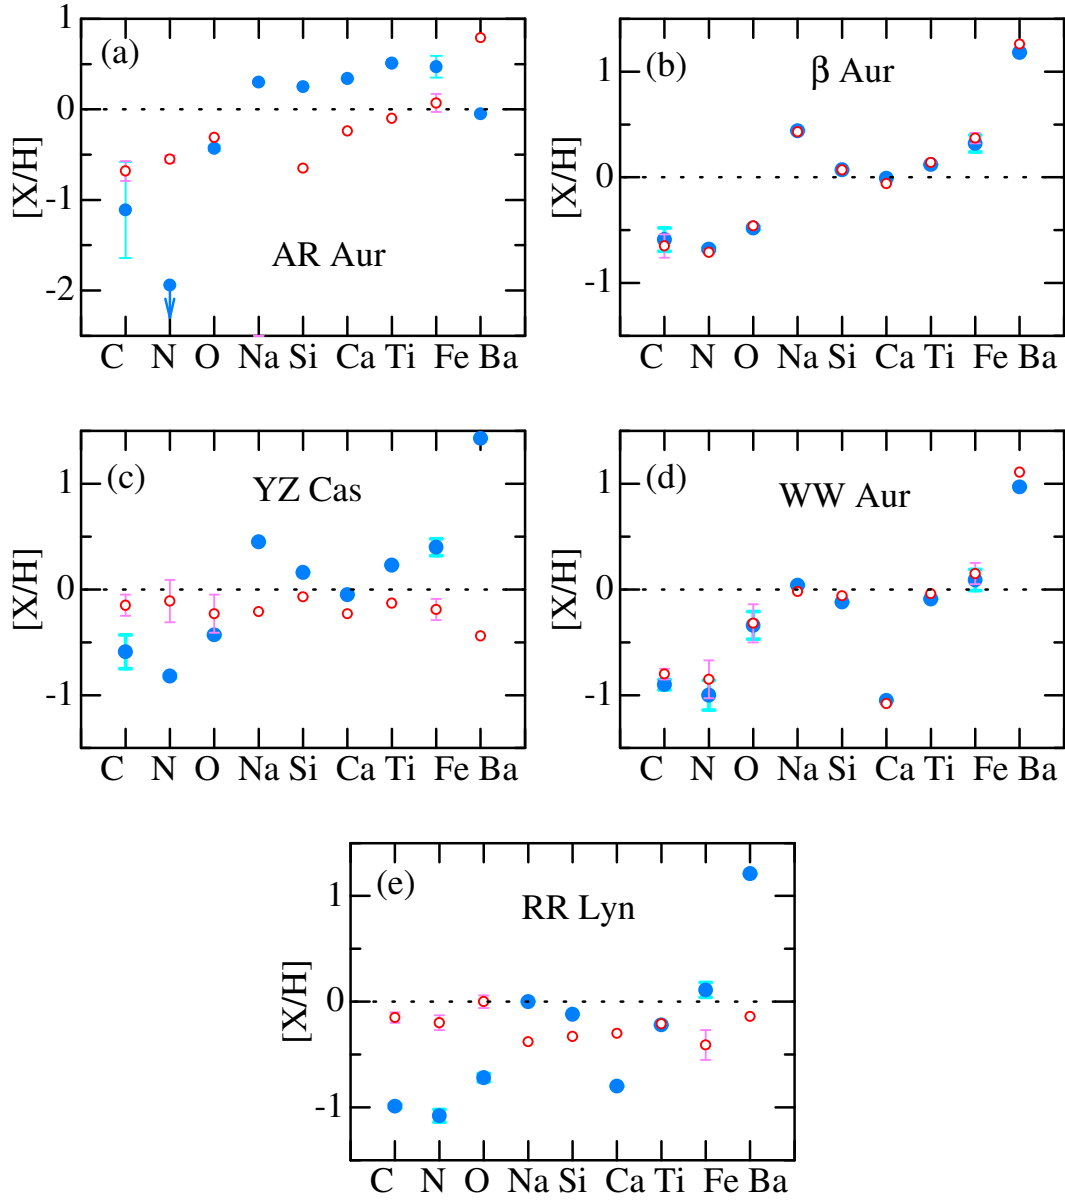 1
(a)
0
[X/H]
-1
AR Aur
-2
C N O Na Si Ca Ti Fe Ba
(b)
β Aur
1
[X/H]
0
-1
C N O Na Si Ca Ti Fe Ba
(c)
YZ Cas
1
[X/H]
0
-1
C N O Na Si Ca Ti Fe Ba
(d)
WW Aur
1
[X/H]
0
-1
C N O Na Si Ca Ti Fe Ba
(e)
RR Lyn
1
[X/H]
0
-1
C N O Na Si Ca Ti Fe Ba